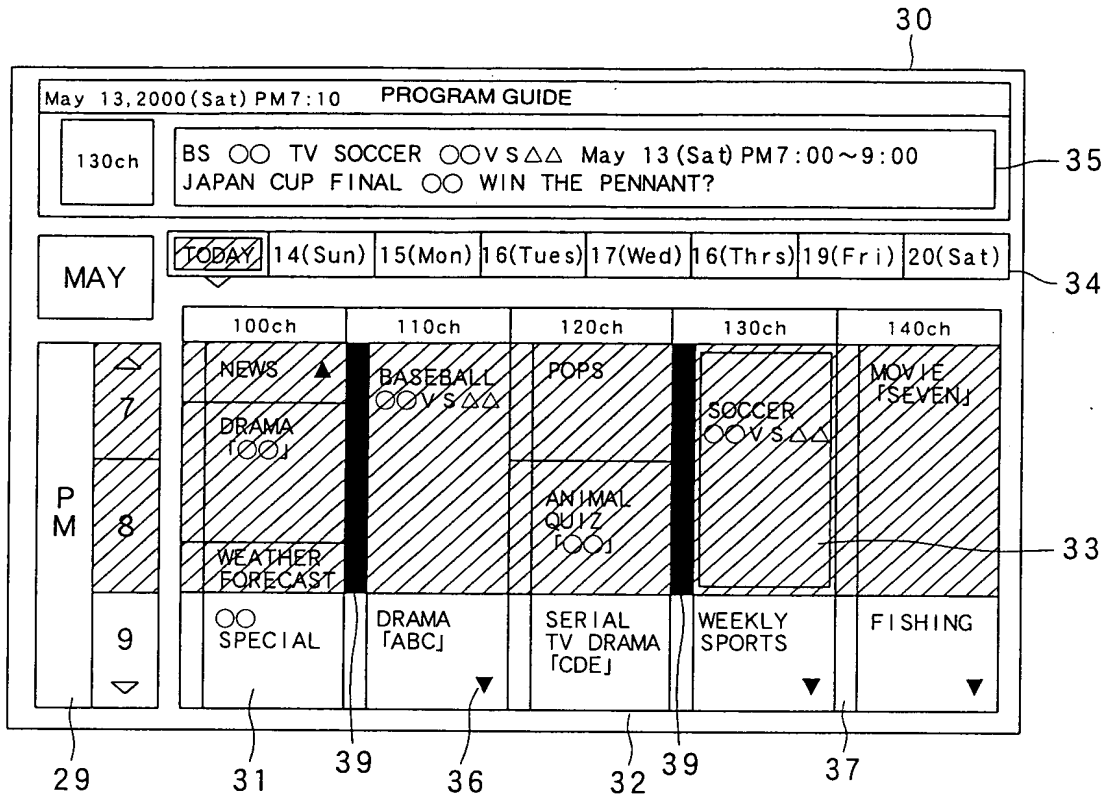 30
May 13,2000(Sat)PM7:10 PROGRAM GUIDE
130ch
BS ○○ TV SOCCER ○○VS△△ May 13(Sat)PM7:00～9:00
JAPAN CUP FINAL ○○ WIN THE PENNANT?
35
MAY
TODAY 14(Sun) 15(Mon) 16(Tues) 17(Wed) 16(Thrs) 19(Fri) 20(Sat)
34
100ch 110ch 120ch 130ch 140ch
PM
△
7
8
9
▽
NEWS ▲
DRAMA
「○○」
WEATHER
FORECAST
○○
SPECIAL
BASEBALL
○○VS△△
DRAMA
「ABC」
▼
POPS
ANIMAL
QUIZ
「○○」
SERIAL
TV DRAMA
「CDE」
SOCCER
○○VS△△
WEEKLY
SPORTS
▼
MOVIE
「SEVEN」
FISHING
▼
33
29 31 39 36 32 39 37